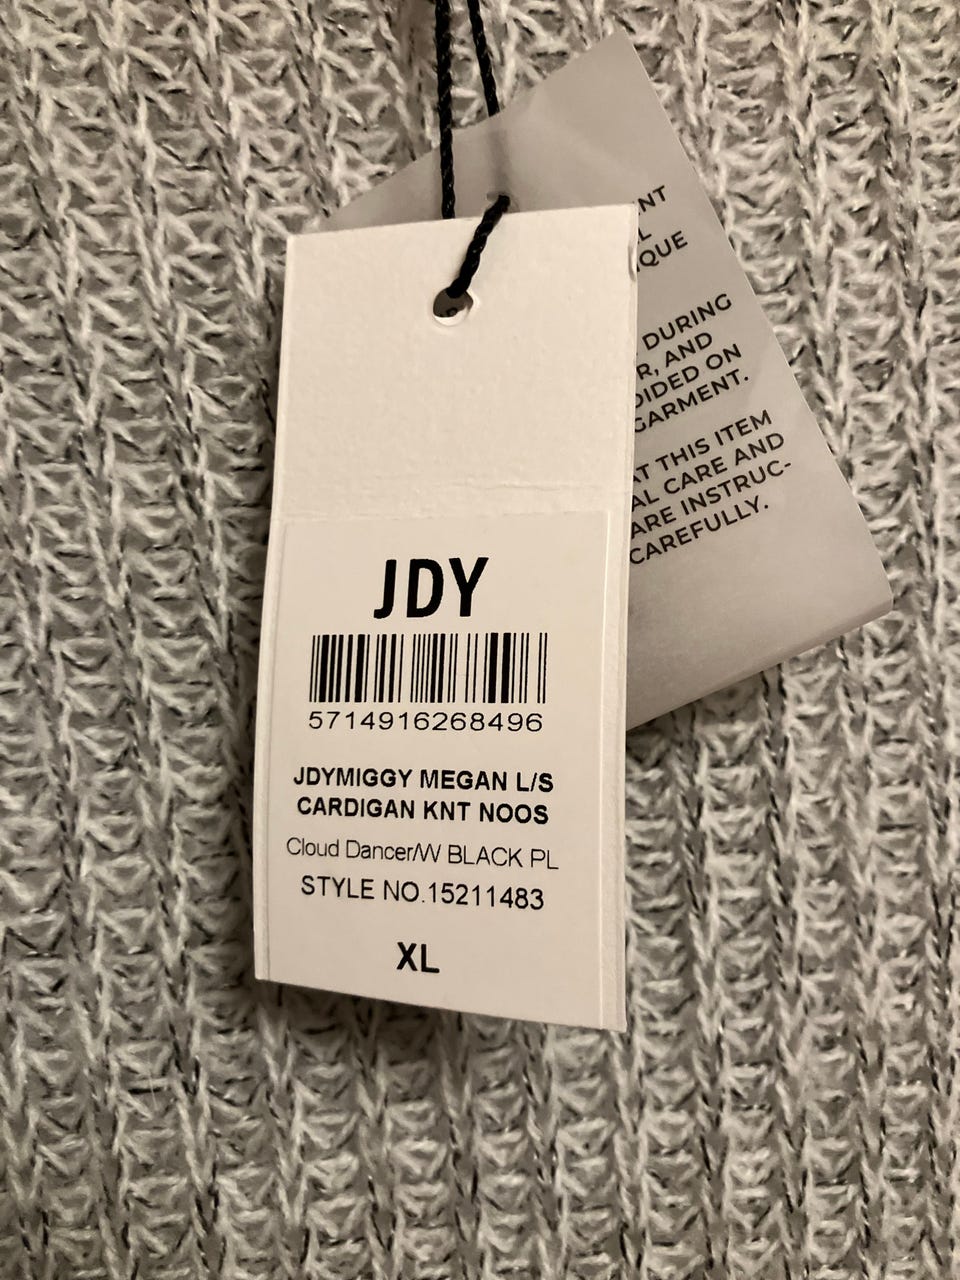 JDY
5714916268496
JDYMIGGY MEGAN L/S
CARDIGAN KNT NOOS
Cloud Dancer/W BLACK PL
STYLE NO.15211483
XL
DURING
AND
ON
GARMENT.
THIS ITEM
CARE AND
INSTRUC-
CAREFULLY.